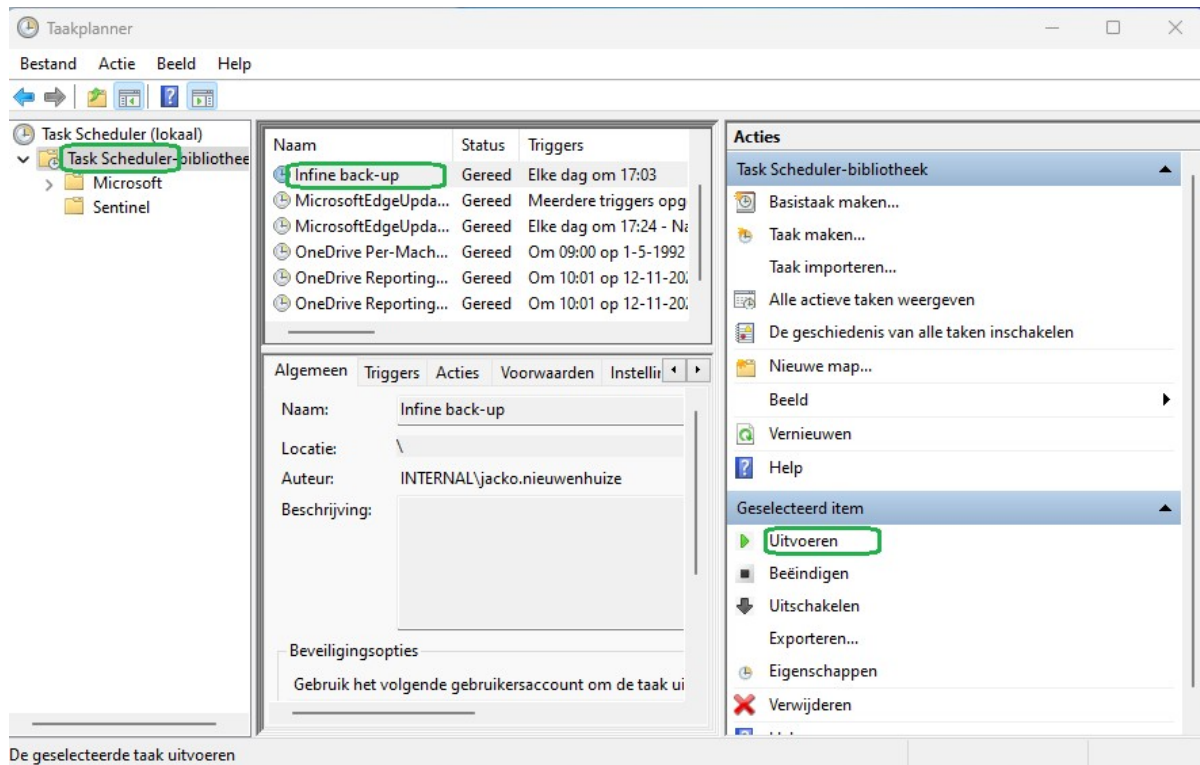 Taakplanner
Bestand Actie Beeld Help
Task Scheduler (lokaal)
Task Scheduler-bibliothee
Microsoft
Sentinel
Naam Status Triggers
Infine back-up Gereed Elke dag om 17:03
MicrosoftEdgeUpda... Gereed Meerdere triggers opg
MicrosoftEdgeUpda... Gereed Elke dag om 17:24 - Na
OneDrive Per-Mach... Gereed Om 09:00 op 1-5-1992
OneDrive Reporting... Gereed Om 10:01 op 12-11-202
OneDrive Reporting... Gereed Om 10:01 op 12-11-202
Algemeen Triggers Acties Voorwaarden Instellin
Naam: Infine back-up
Locatie: \
Auteur: INTERNAL\jacko.nieuwenhuize
Beschrijving:
Beveiligingsopties
Gebruik het volgende gebruikersaccount om de taak ui
Acties
Task Scheduler-bibliotheek
Basistaak maken...
Taak maken...
Taak importeren...
Alle actieve taken weergeven
De geschiedenis van alle taken inschakelen
Nieuwe map...
Beeld
Vernieuwen
Help
Geselecteerd item
Uitvoeren
Beëindigen
Uitschakelen
Exporteren...
Eigenschappen
Verwijderen
De geselecteerde taak uitvoeren